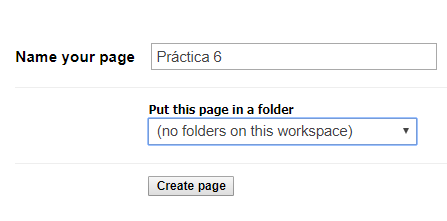 Name your page Práctica 6
Put this page in a folder
(no folders on this workspace)
Create page